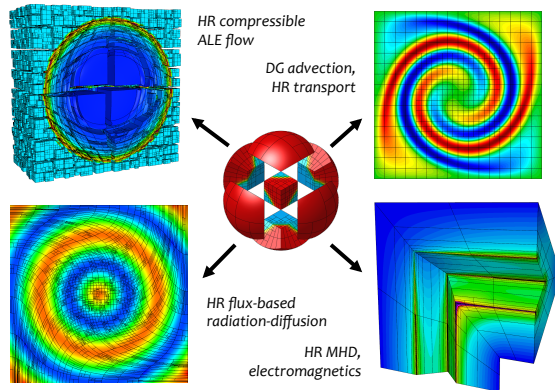 HR compressible
ALE flow
DG advection,
HR transport
HR flux-based
radiation-diffusion
HR MHD,
electromagnetics